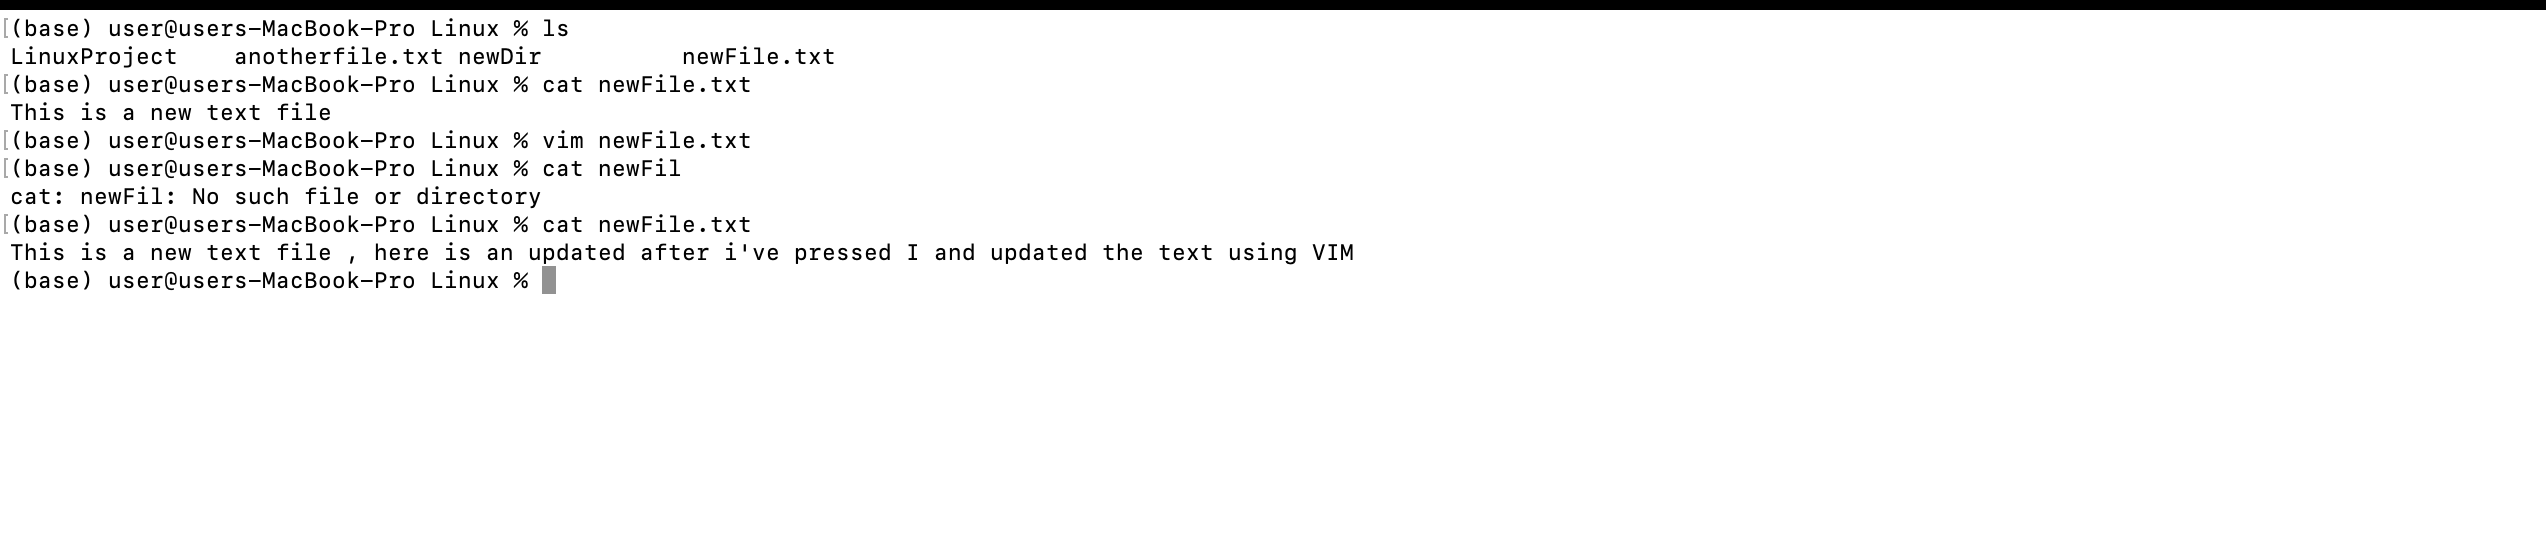 [(base) user@users-MacBook-Pro Linux % ls
LinuxProject    anotherfile.txt newDir          newFile.txt
[(base) user@users-MacBook-Pro Linux % cat newFile.txt
This is a new text file
[(base) user@users-MacBook-Pro Linux % vim newFile.txt
[(base) user@users-MacBook-Pro Linux % cat newFil
cat: newFil: No such file or directory
[(base) user@users-MacBook-Pro Linux % cat newFile.txt
This is a new text file , here is an updated after i've pressed I and updated the text using VIM
(base) user@users-MacBook-Pro Linux %